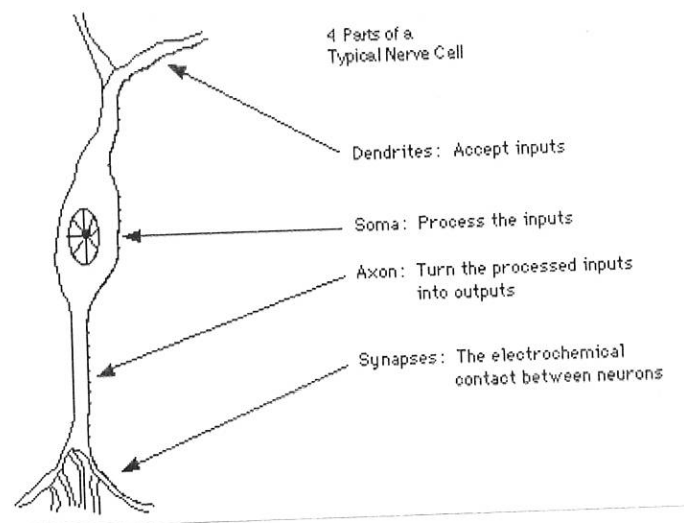 4 Parts of a
Typical Nerve Cell
Dendrites: Accept inputs
Soma: Process the inputs
Axon: Turn the processed inputs
into outputs
Synapses: The electrochemical
contact between neurons